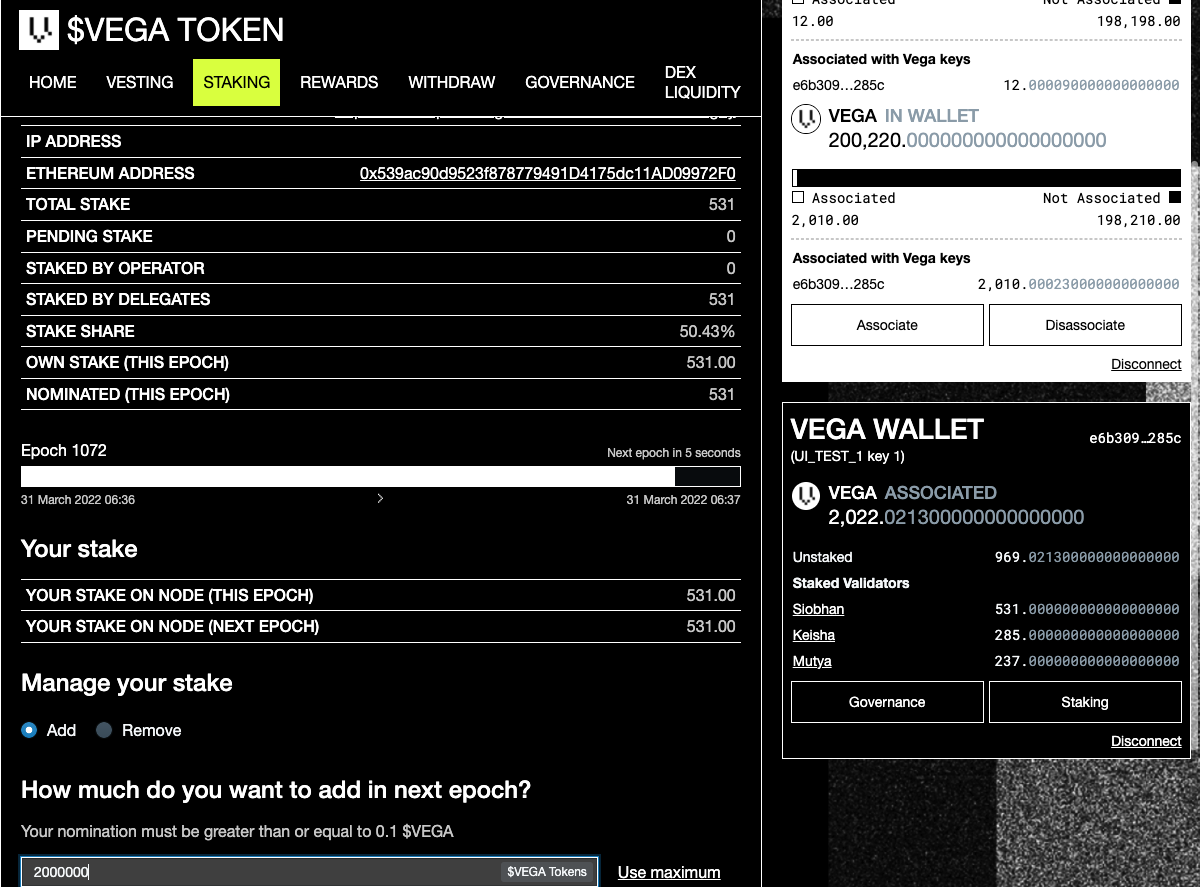 $VEGA TOKEN
HOME VESTING STAKING REWARDS WITHDRAW GOVERNANCE DEX LIQUIDITY
IP ADDRESS
ETHEREUM ADDRESS 0x539ac90d9523f878779491D4175dc11AD09972F0
TOTAL STAKE 531
PENDING STAKE 0
STAKED BY OPERATOR 0
STAKED BY DELEGATES 531
STAKE SHARE 50.43%
OWN STAKE (THIS EPOCH) 531.00
NOMINATED (THIS EPOCH) 531
Epoch 1072 Next epoch in 5 seconds
31 March 2022 06:36 31 March 2022 06:37
Your stake
YOUR STAKE ON NODE (THIS EPOCH) 531.00
YOUR STAKE ON NODE (NEXT EPOCH) 531.00
Manage your stake
Add Remove
How much do you want to add in next epoch?
Your nomination must be greater than or equal to 0.1 $VEGA
2000000 $VEGA Tokens Use maximum
Associated Not Associated
12.00 198,198.00
Associated with Vega keys
e6b309…285c 12.000090000000000000
VEGA IN WALLET
200,220.000000000000000000
Associated Not Associated
2,010.00 198,210.00
Associated with Vega keys
e6b309…285c 2,010.000230000000000000
Associate Disassociate
Disconnect
VEGA WALLET e6b309…285c
(UI_TEST_1 key 1)
VEGA ASSOCIATED
2,022.021300000000000000
Unstaked 969.021300000000000000
Staked Validators
Siobhan 531.000000000000000000
Keisha 285.000000000000000000
Mutya 237.000000000000000000
Governance Staking
Disconnect